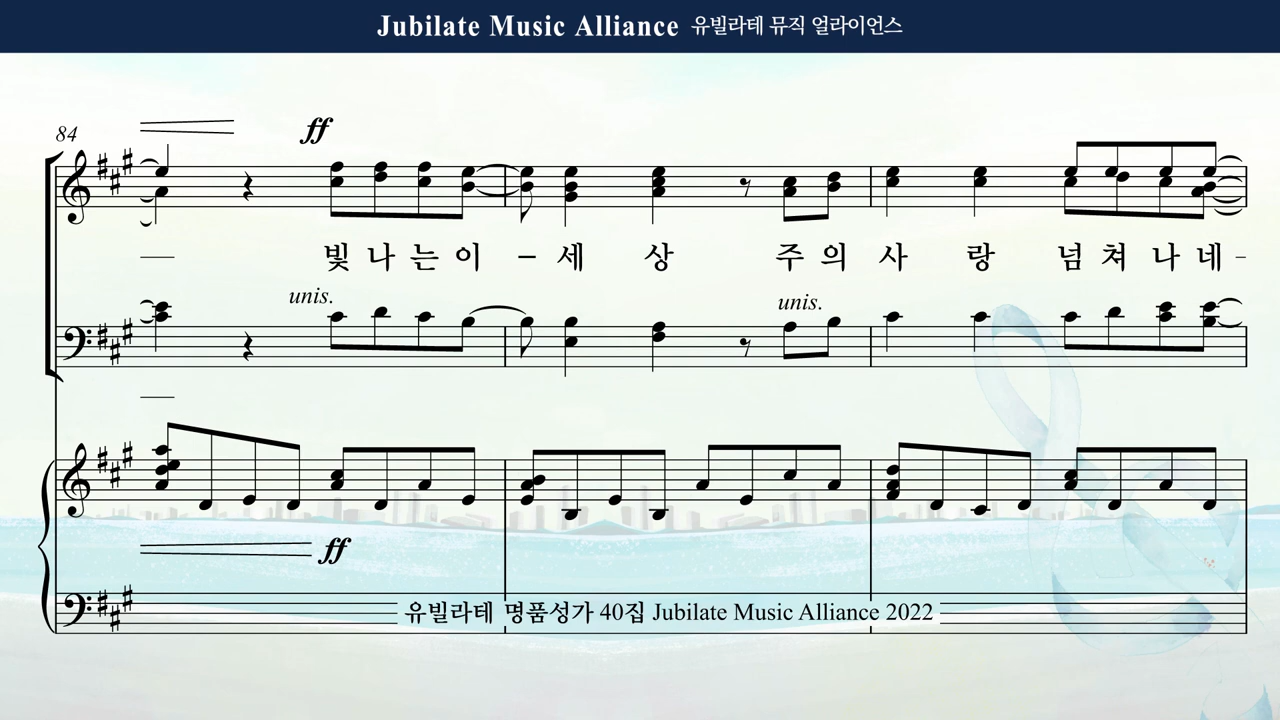 Jubilate Music Alliance 유빌라테 뮤직 얼라이언스
84
ff
빛 나 는 이 - 세 상 주 의 사 랑 넘 쳐 나 네 -
unis. unis.
ff
유빌라테 명품성가 40집 Jubilate Music Alliance 2022